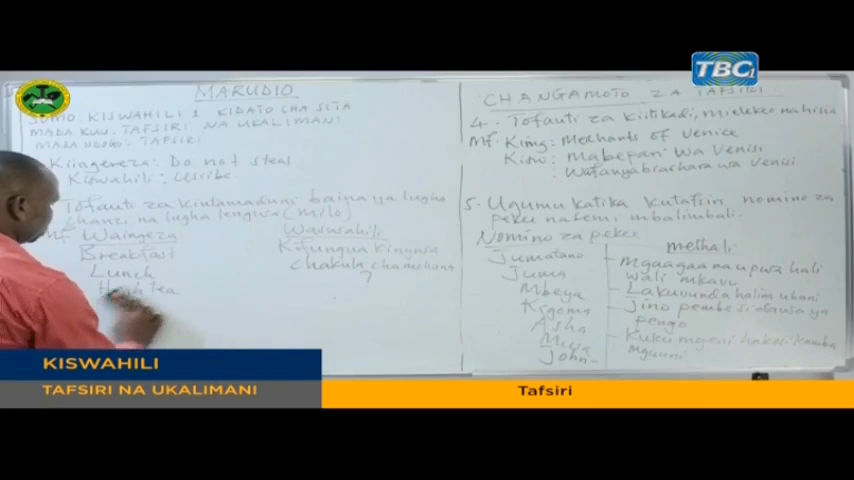 MARUDIO
SOMO. KISWAHILI 1 KIDATO CHA SITA
MADA KUU. TAFSIRI NA UKALIMANI
MADA NDOGO. TAFSIRI
Kiingereza: Do not steal
Kiswahili: Usiibe
Tofauti za kiutamaduni baina ya lugha
chanzi na lugha lengwa (milo)
Mf. Waingeza
Breakfast
Lunch
High tea
Waswahili
Kifungua kinywa
Chakula cha mchana
?
CHANGAMOTO ZA TAFSIRI
4. Tofauti za kiitikadi, mielekeo na hisia
Mf. King: Mechants of venice
Kisw: Mabepari wa Venisi
: Wafanyabiashara wa Venisi
5. Ugumu katika kutafsiri nomino za
pekee na semi mbalimbali.
Nomino za pekee
Jumatano
Juma
Mbeya
Kigoma
Asha
John
methali
- Mgaagaa na upwa hali
wali mkavu
- Lakuvunda halina ubani
- Jino pembe si dawa ya
pengo
- Kuku mgeni hakosi kamba
mguuni
TBC1
KISWAHILI
TAFSIRI NA UKALIMANI
Tafsiri